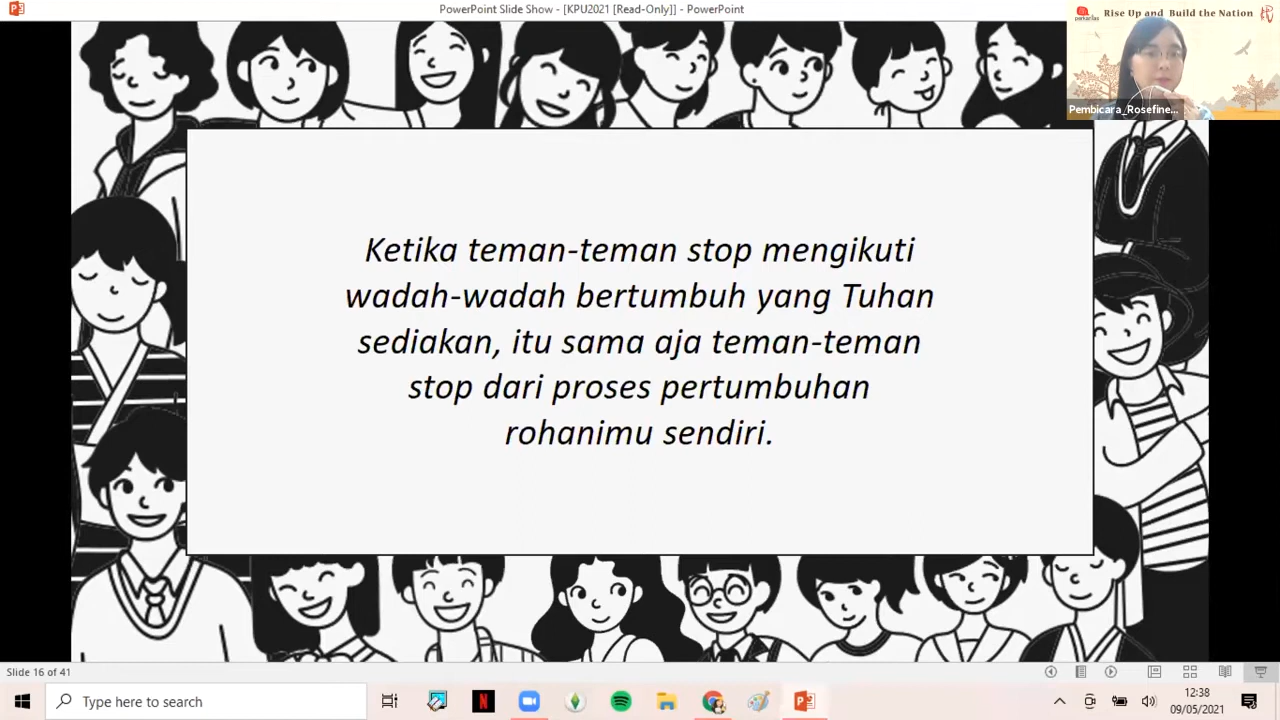 PowerPoint Slide Show - [KPU2021 [Read-Only]] - PowerPoint
perkantas
Rise Up and Build the Nation
Pembicara_Rosefine...
Ketika teman-teman stop mengikuti
wadah-wadah bertumbuh yang Tuhan
sediakan, itu sama aja teman-teman
stop dari proses pertumbuhan
rohanimu sendiri.
Slide 16 of 41
Type here to search
12:38
09/05/2021